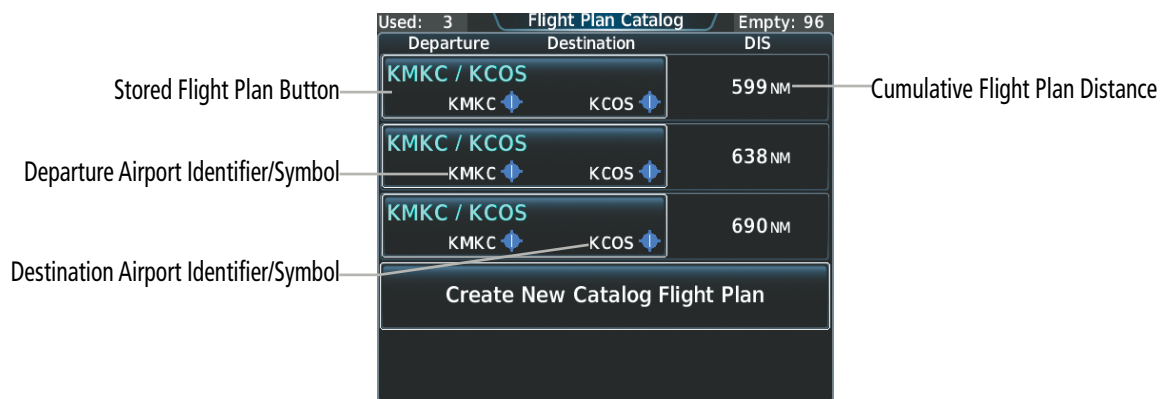 Used: 3 Flight Plan Catalog Empty: 96
Departure Destination DIS
KMKC / KCOS
Stored Flight Plan Button
599 NM
Cumulative Flight Plan Distance
KMKC KCOS
KMKC / KCOS
638 NM
Departure Airport Identifier/Symbol
KMKC KCOS
KMKC / KCOS
690 NM
KMKC KCOS
Destination Airport Identifier/Symbol
Create New Catalog Flight Plan